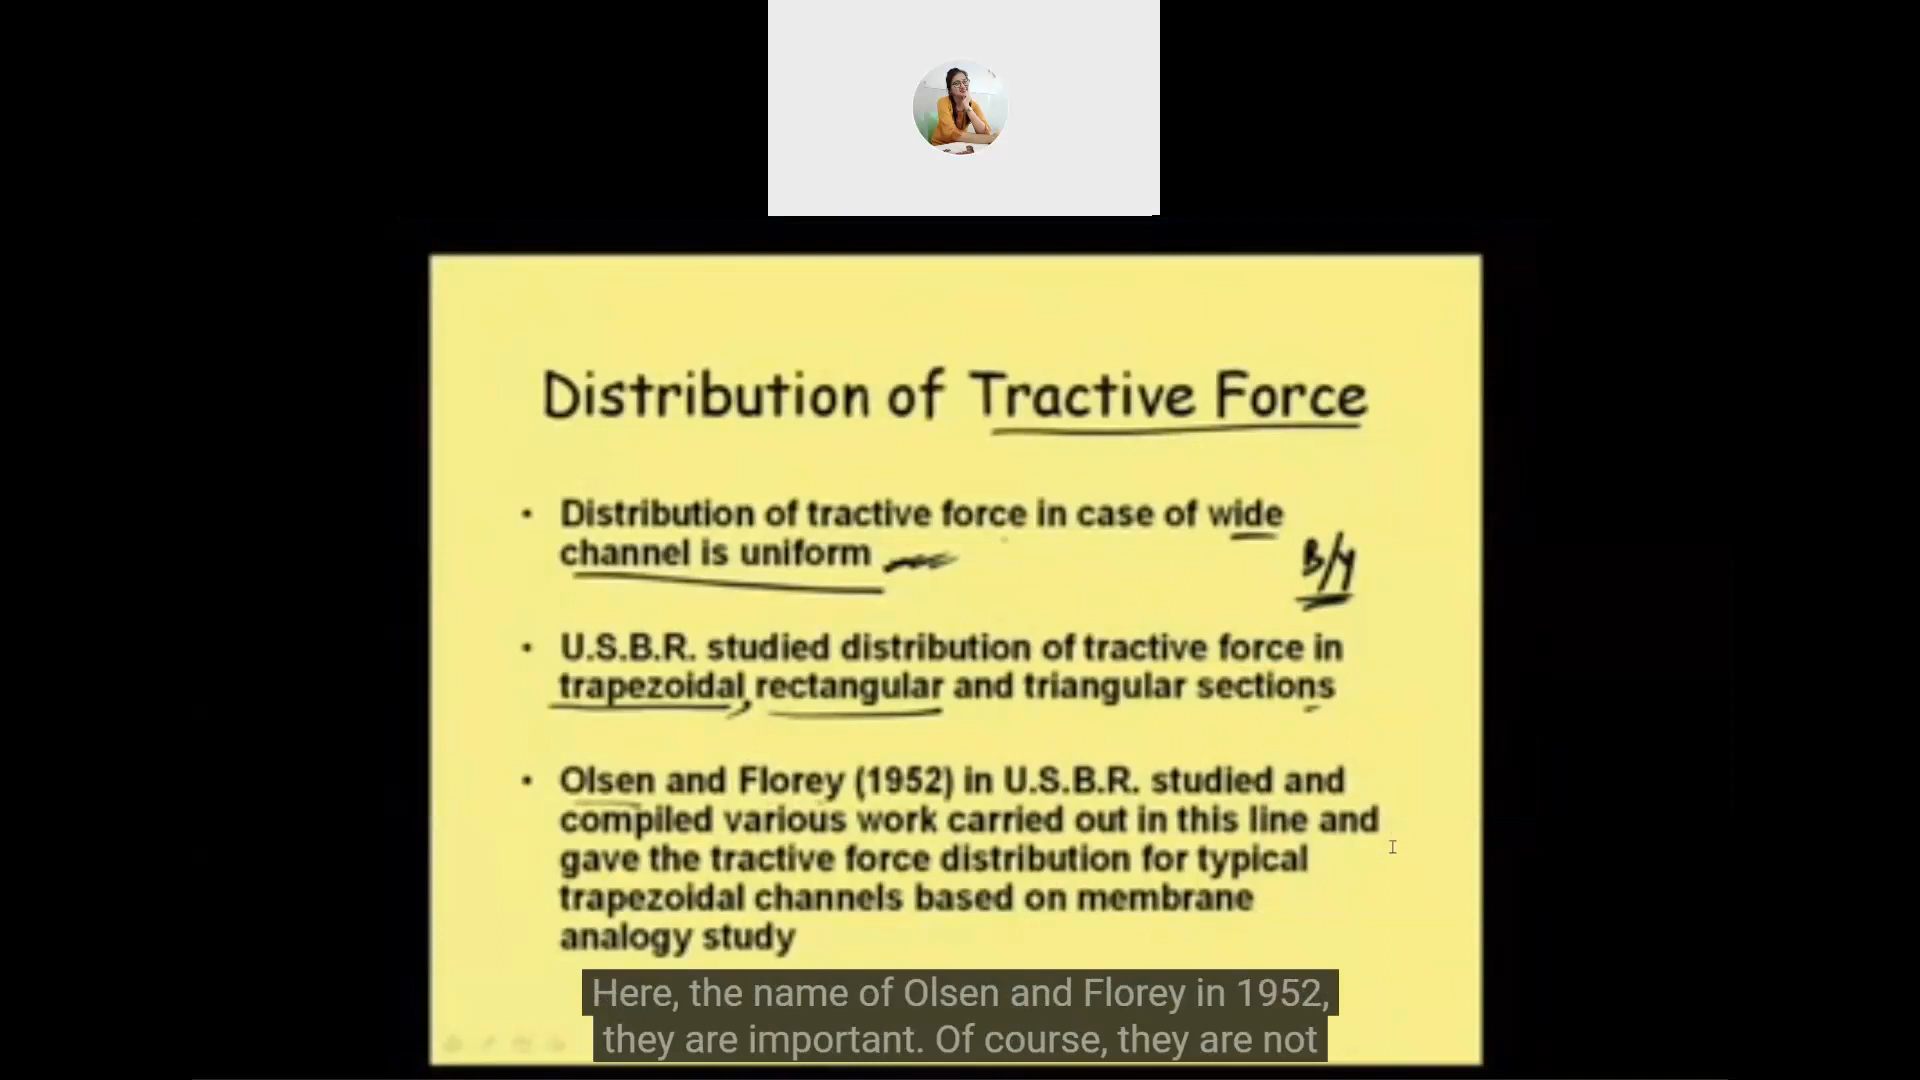 Distribution of Tractive Force
• Distribution of tractive force in case of wide
channel is uniform
B/y
• U.S.B.R. studied distribution of tractive force in
trapezoidal, rectangular and triangular sections
• Olsen and Florey (1952) in U.S.B.R. studied and
compiled various work carried out in this line and
gave the tractive force distribution for typical
trapezoidal channels based on membrane
analogy study
Here, the name of Olsen and Florey in 1952,
they are important. Of course, they are not